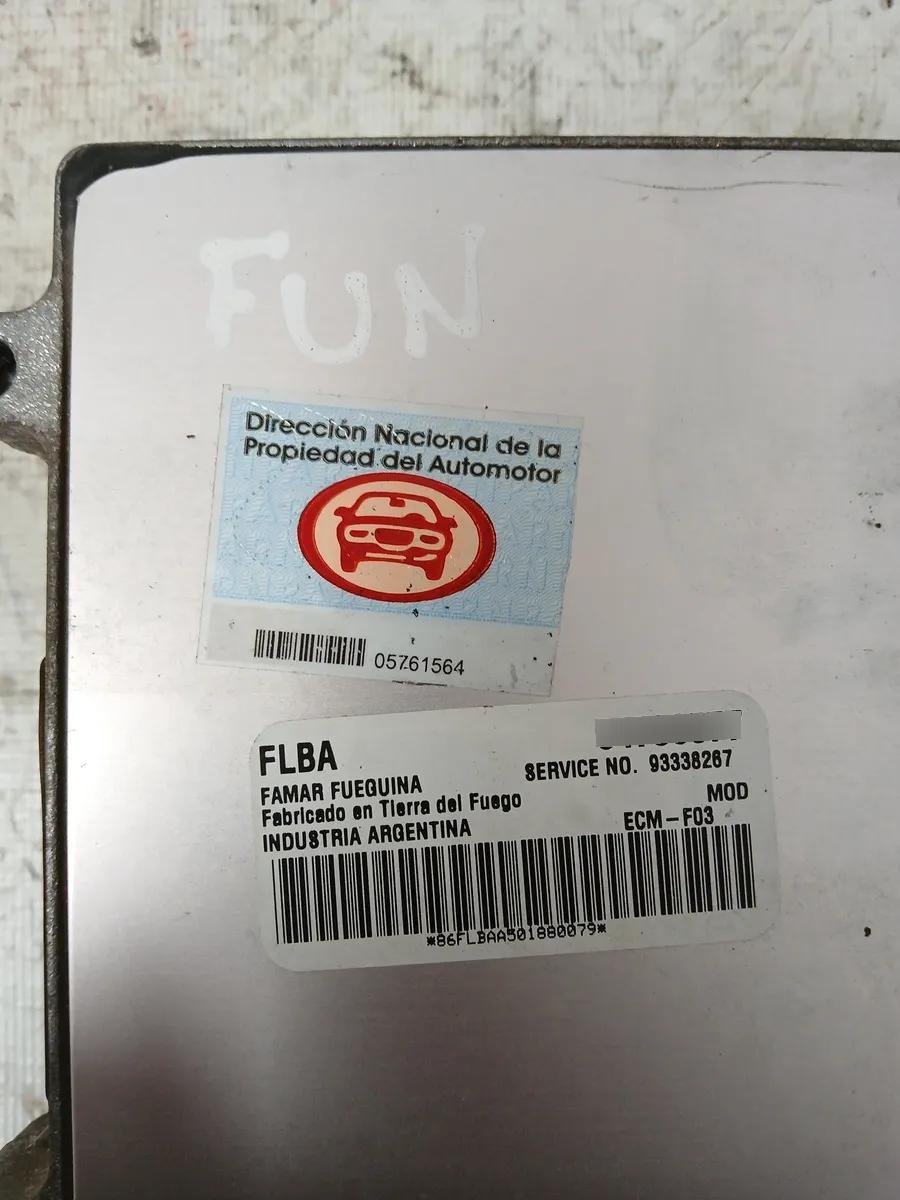 FUN
Dirección Nacional de la
Propiedad del Automotor
05761564
FLBA
SERVICE NO. 93338267
FAMAR FUEGUINA
MOD
Fabricado en Tierra del Fuego
ECM-F03
INDUSTRIA ARGENTINA
*86FLBAA501880079*